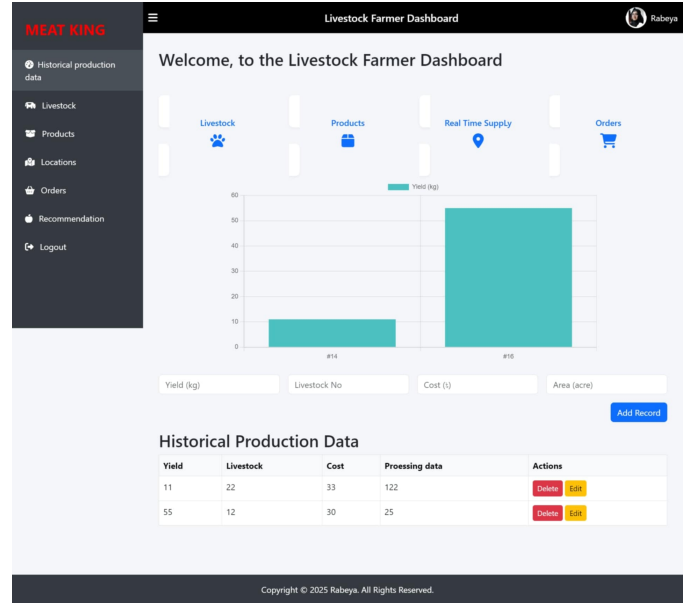 MEAT KING
Livestock Farmer Dashboard
Rabeya
Historical production
data
Livestock
Products
Locations
Orders
Recommendation
Logout
Welcome, to the Livestock Farmer Dashboard
Livestock Products Real Time SuppLy Orders
Yield (kg)
60
50
40
30
20
10
0
#14 #16
Yield (kg) Livestock No Cost (৳) Area (acre)
Add Record
Historical Production Data
Yield Livestock Cost Proessing data Actions
11 22 33 122 Delete Edit
55 12 30 25 Delete Edit
Copyright © 2025 Rabeya. All Rights Reserved.